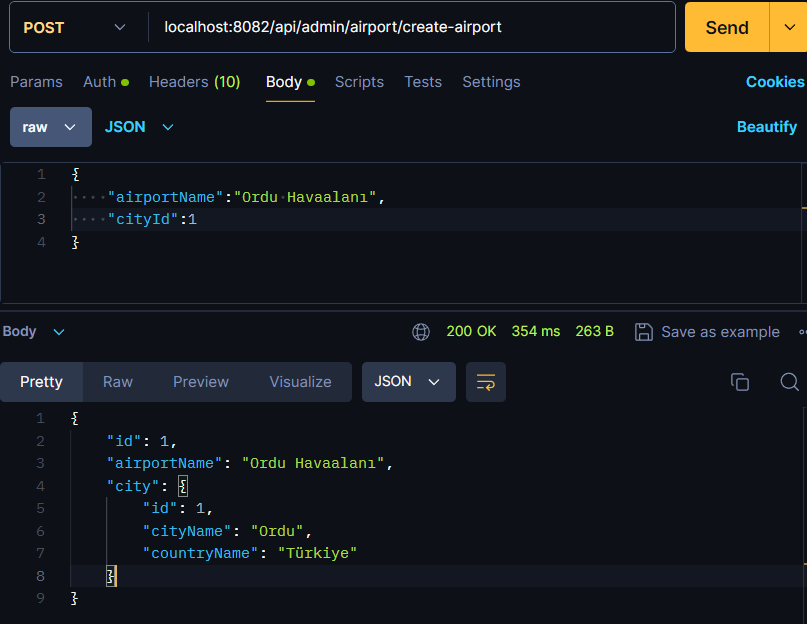 POST localhost:8082/api/admin/airport/create-airport Send
Params Auth Headers (10) Body Scripts Tests Settings Cookies
raw JSON Beautify
1 {
2 "airportName":"Ordu Havaalanı",
3 "cityId":1
4 }
Body 200 OK 354 ms 263 B Save as example
Pretty Raw Preview Visualize JSON
1 {
2 "id": 1,
3 "airportName": "Ordu Havaalanı",
4 "city": {
5 "id": 1,
6 "cityName": "Ordu",
7 "countryName": "Türkiye"
8 }
9 }